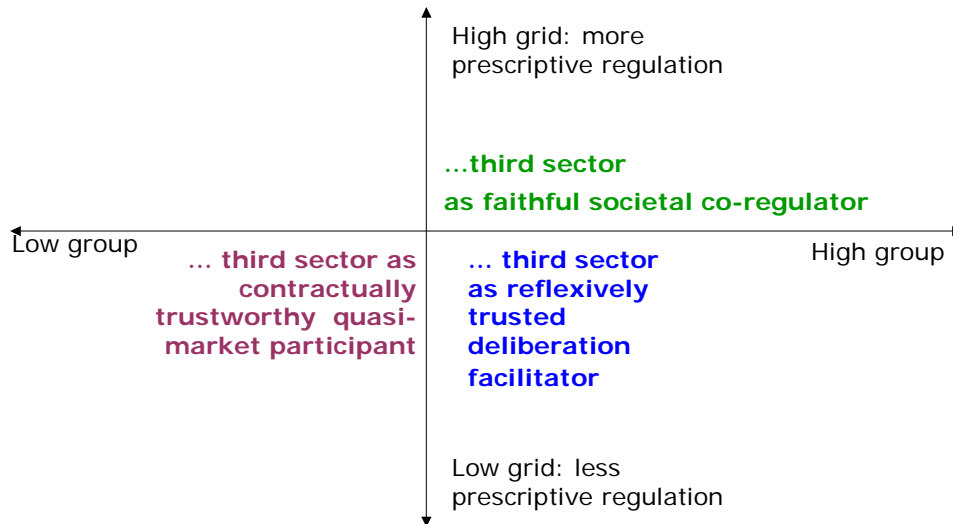 High grid: more
prescriptive regulation
...third sector
as faithful societal co-regulator
Low group
High group
... third sector as
contractually
trustworthy quasi-
market participant
... third sector
as reflexively
trusted
deliberation
facilitator
Low grid: less
prescriptive regulation